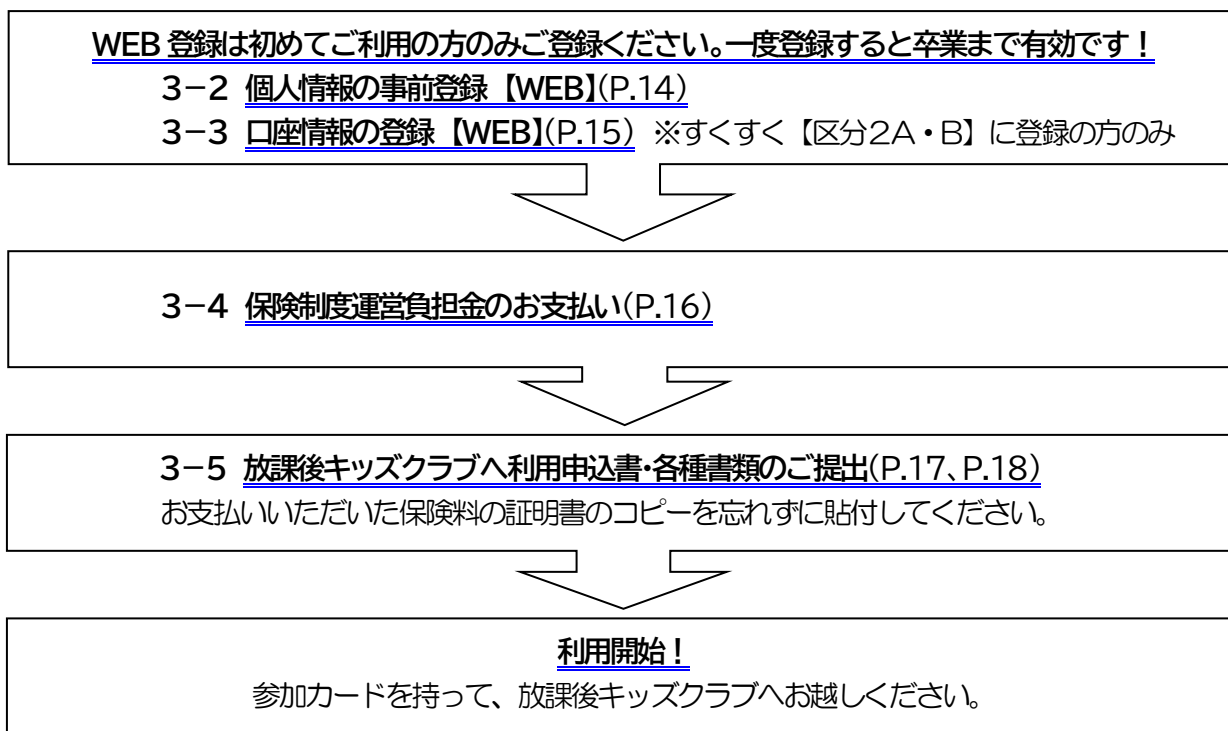 WEB 登録は初めてご利用の方のみご登録ください。一度登録すると卒業まで有効です！
3－2 個人情報の事前登録【WEB】(P.14)
3－3 口座情報の登録【WEB】(P.15) ※すくすく【区分2A・B】に登録の方のみ
3－4 保険制度運営負担金のお支払い(P.16)
3－5 放課後キッズクラブへ利用申込書・各種書類のご提出(P.17、P.18)
お支払いいただいた保険料の証明書のコピーを忘れずに貼付してください。
利用開始！
参加カードを持って、放課後キッズクラブへお越しください。